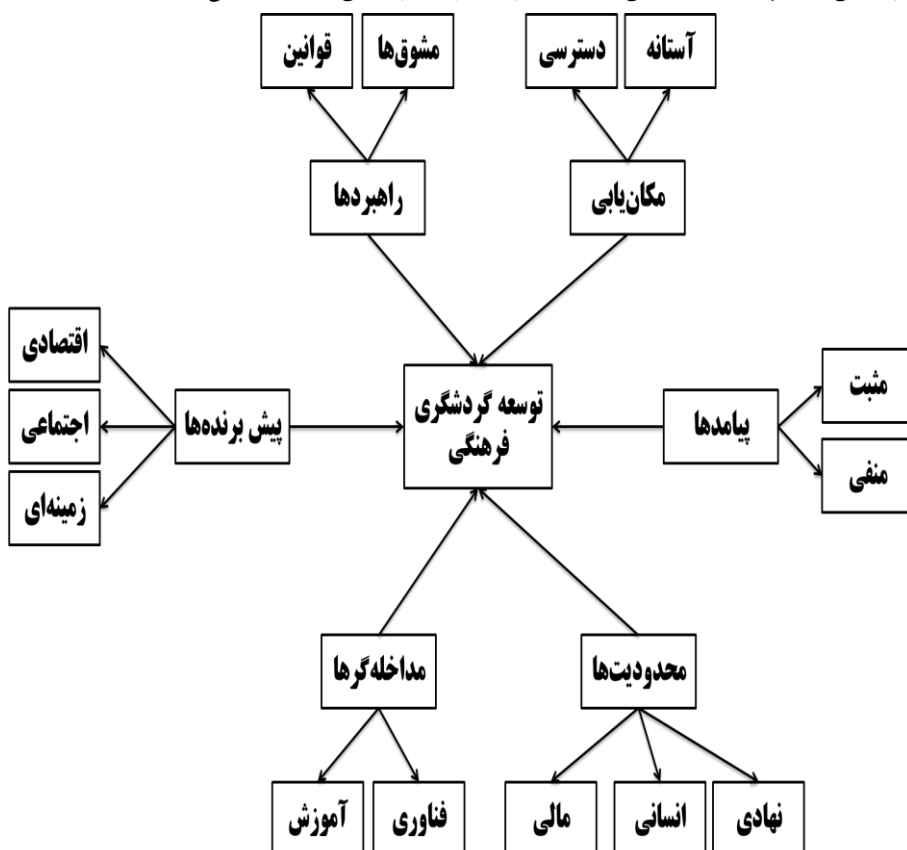 آستانه
دسترسی
مشوق‌ها
قوانین
مکان‌یابی
راهبردها
توسعه گردشگری
فرهنگی
پیامدها
مثبت
منفی
پیش برنده‌ها
اقتصادی
اجتماعی
زمینه‌ای
محدودیت‌ها
مداخله‌گرها
نهادی
انسانی
مالی
فناوری
آموزش